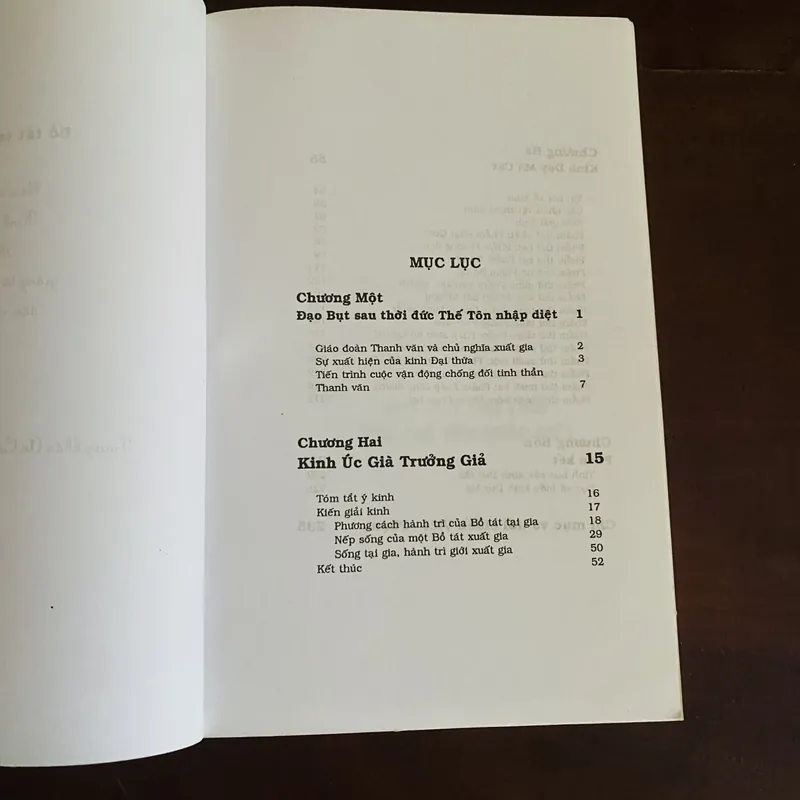 MỤC LỤC
Chương Một
Đạo Bụt sau thời đức Thế Tôn nhập diệt 1
Giáo đoàn Thanh văn và chủ nghĩa xuất gia 2
Sự xuất hiện của kinh Đại thừa 3
Tiến trình cuộc vận động chống đối tinh thần
Thanh văn 7
Chương Hai
Kinh Úc Già Trưởng Giả 15
Tóm tắt ý kinh 16
Kiến giải kinh 17
Phương cách hành trì của Bồ tát tại gia 18
Nếp sống của một Bồ tát xuất gia 29
Sống tại gia, hành trì giới xuất gia 50
Kết thúc 52